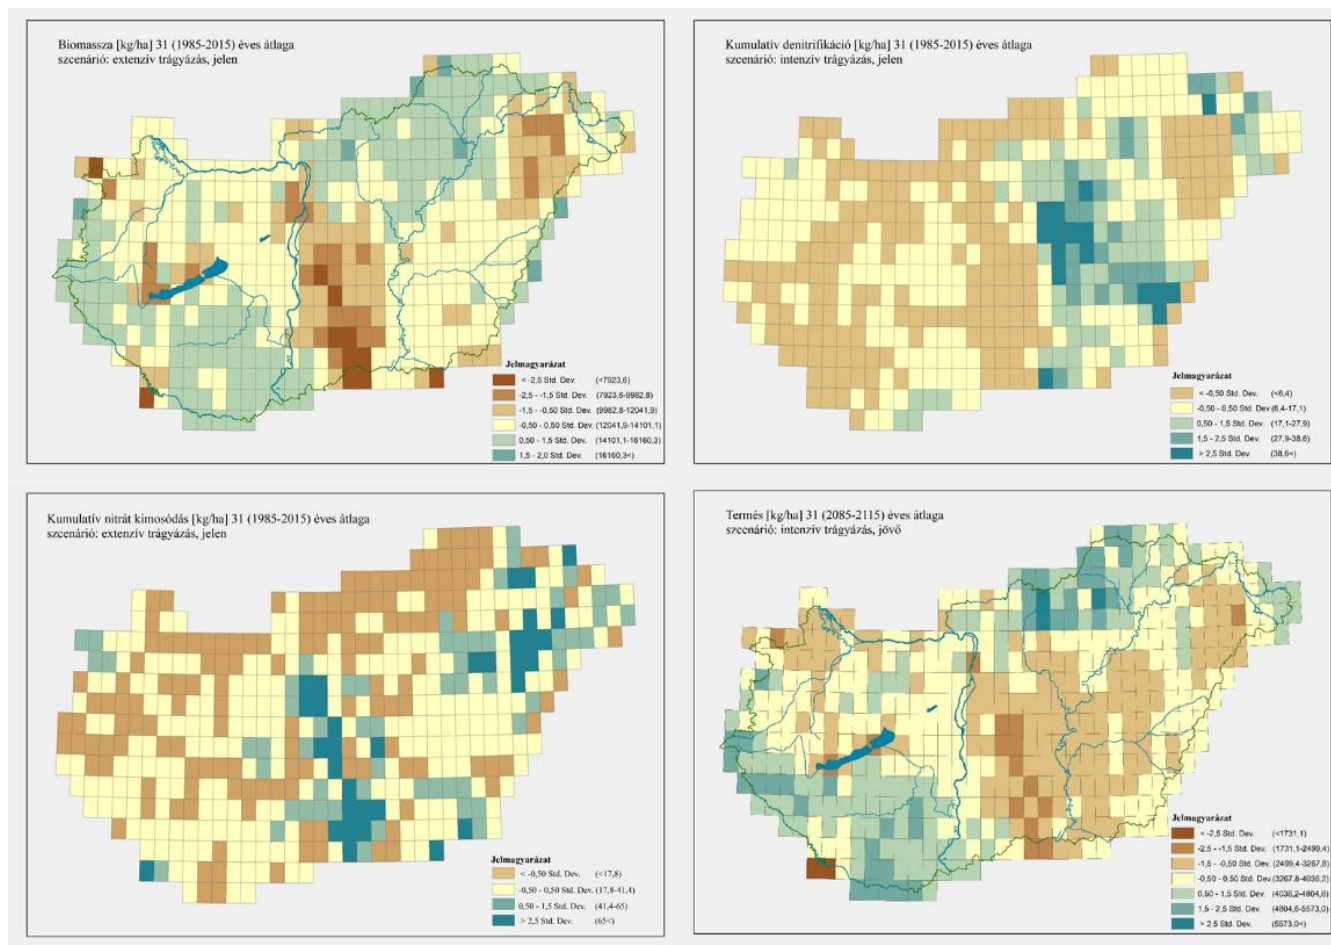 Biomassza [kg/ha] 31 (1985-2015) éves átlaga
szcenárió: extenzív trágyázás, jelen
Jelmagyarázat
< -2,5 Std. Dev. (<7923,6)
-2,5 - -1,5 Std. Dev. (7923,6-9982,8)
-1,5 - -0,50 Std. Dev. (9982,8-12041,9)
-0,50 - 0,50 Std. Dev. (12041,9-14101,1)
0,50 - 1,5 Std. Dev. (14101,1-16160,3)
1,5 - 2,0 Std. Dev. (16160,3<)
Kumulatív denitrifikáció [kg/ha] 31 (1985-2015) éves átlaga
szcenárió: intenzív trágyázás, jelen
Jelmagyarázat
< -0,50 Std. Dev. (<6,4)
-0,50 - 0,50 Std. Dev. (6,4-17,1)
0,50 - 1,5 Std. Dev. (17,1-27,9)
1,5 - 2,5 Std. Dev. (27,9-38,6)
> 2,5 Std. Dev. (38,6<)
Kumulatív nitrát kimosódás [kg/ha] 31 (1985-2015) éves átlaga
szcenárió: extenzív trágyázás, jelen
Jelmagyarázat
< -0,50 Std. Dev. (<17,8)
-0,50 - 0,50 Std. Dev. (17,8-41,4)
0,50 - 1,5 Std. Dev. (41,4-65)
> 2,5 Std. Dev. (65<)
Termés [kg/ha] 31 (2085-2115) éves átlaga
szcenárió: intenzív trágyázás, jövő
Jelmagyarázat
< -2,5 Std. Dev. (<1731,1)
-2,5 - -1,5 Std. Dev. (1731,1-2499,4)
-1,5 - -0,50 Std. Dev. (2499,4-3267,8)
-0,50 - 0,50 Std. Dev. (3267,8-4036,2)
0,50 - 1,5 Std. Dev. (4036,2-4804,6)
1,5 - 2,5 Std. Dev. (4804,6-5573,0)
> 2,5 Std. Dev. (5573,0<)